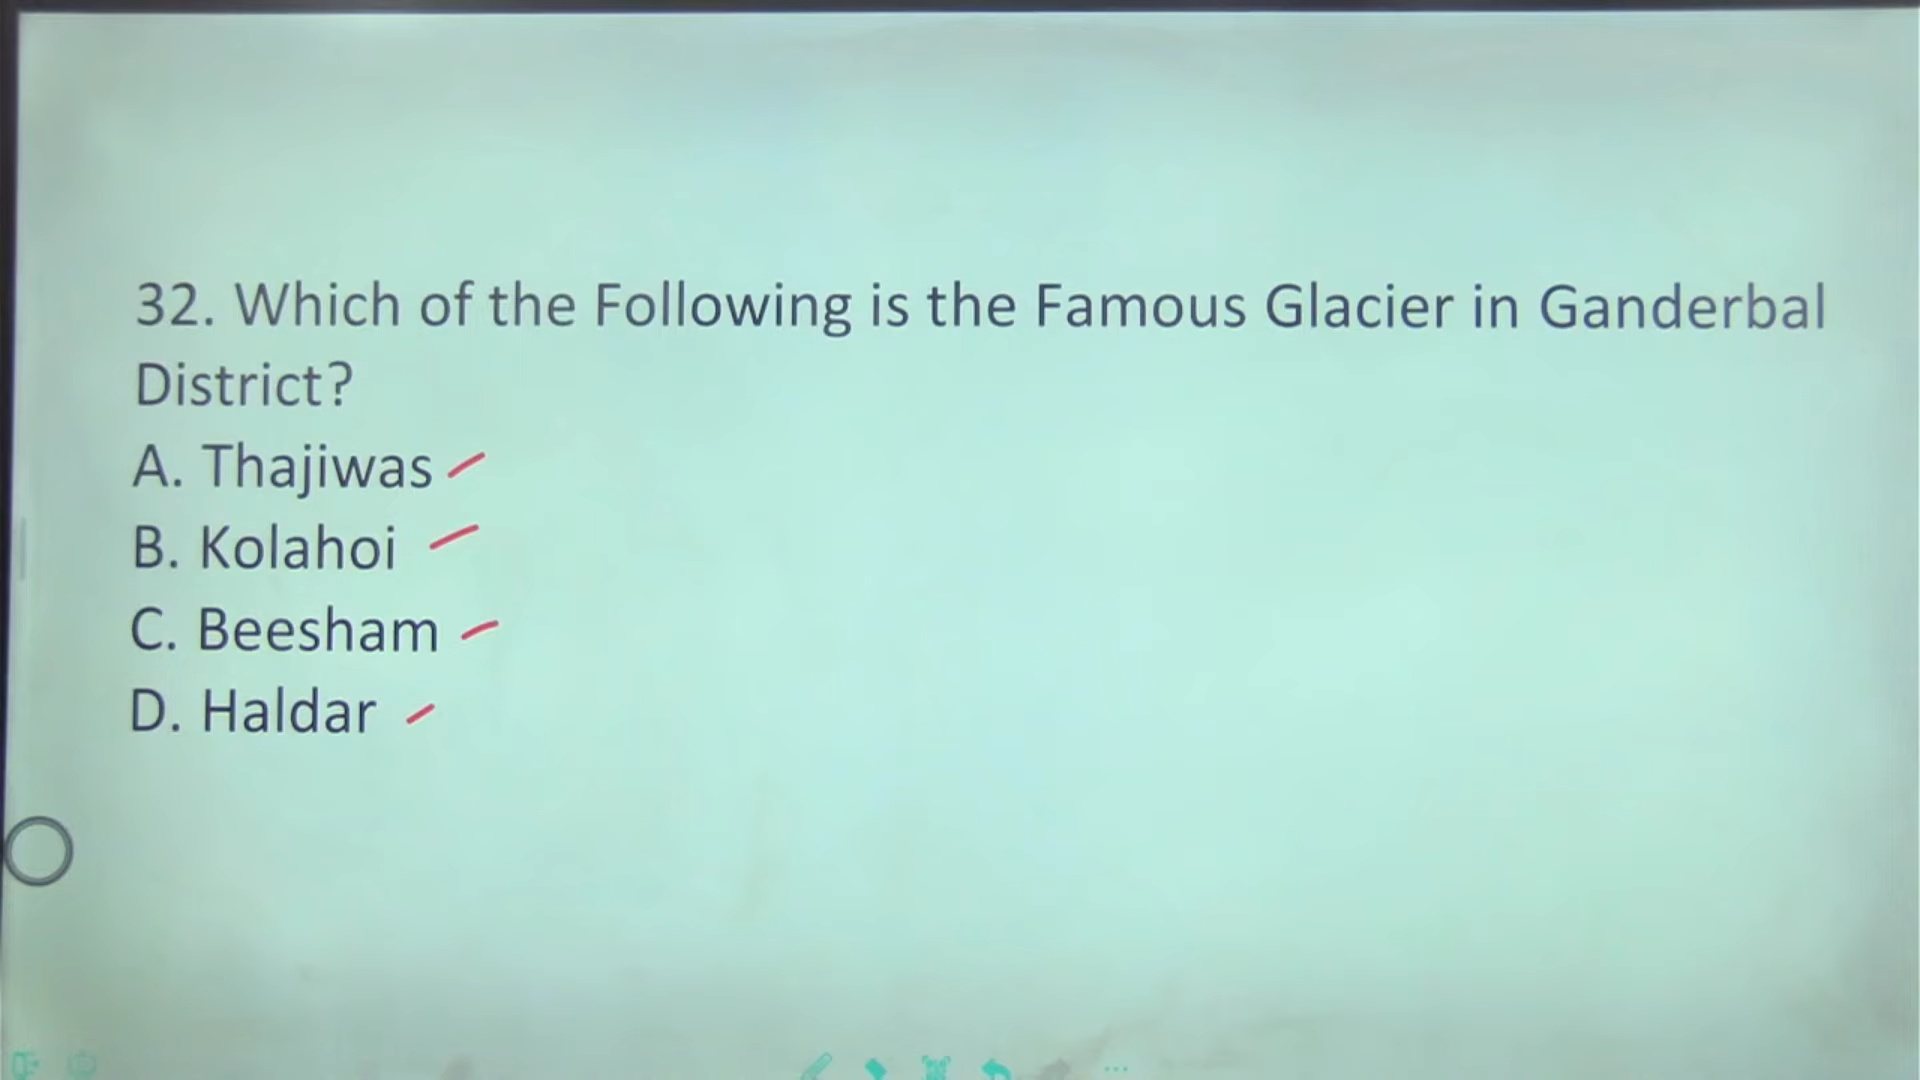 32. Which of the Following is the Famous Glacier in Ganderbal
District?
A. Thajiwas
B. Kolahoi
C. Beesham
D. Haldar